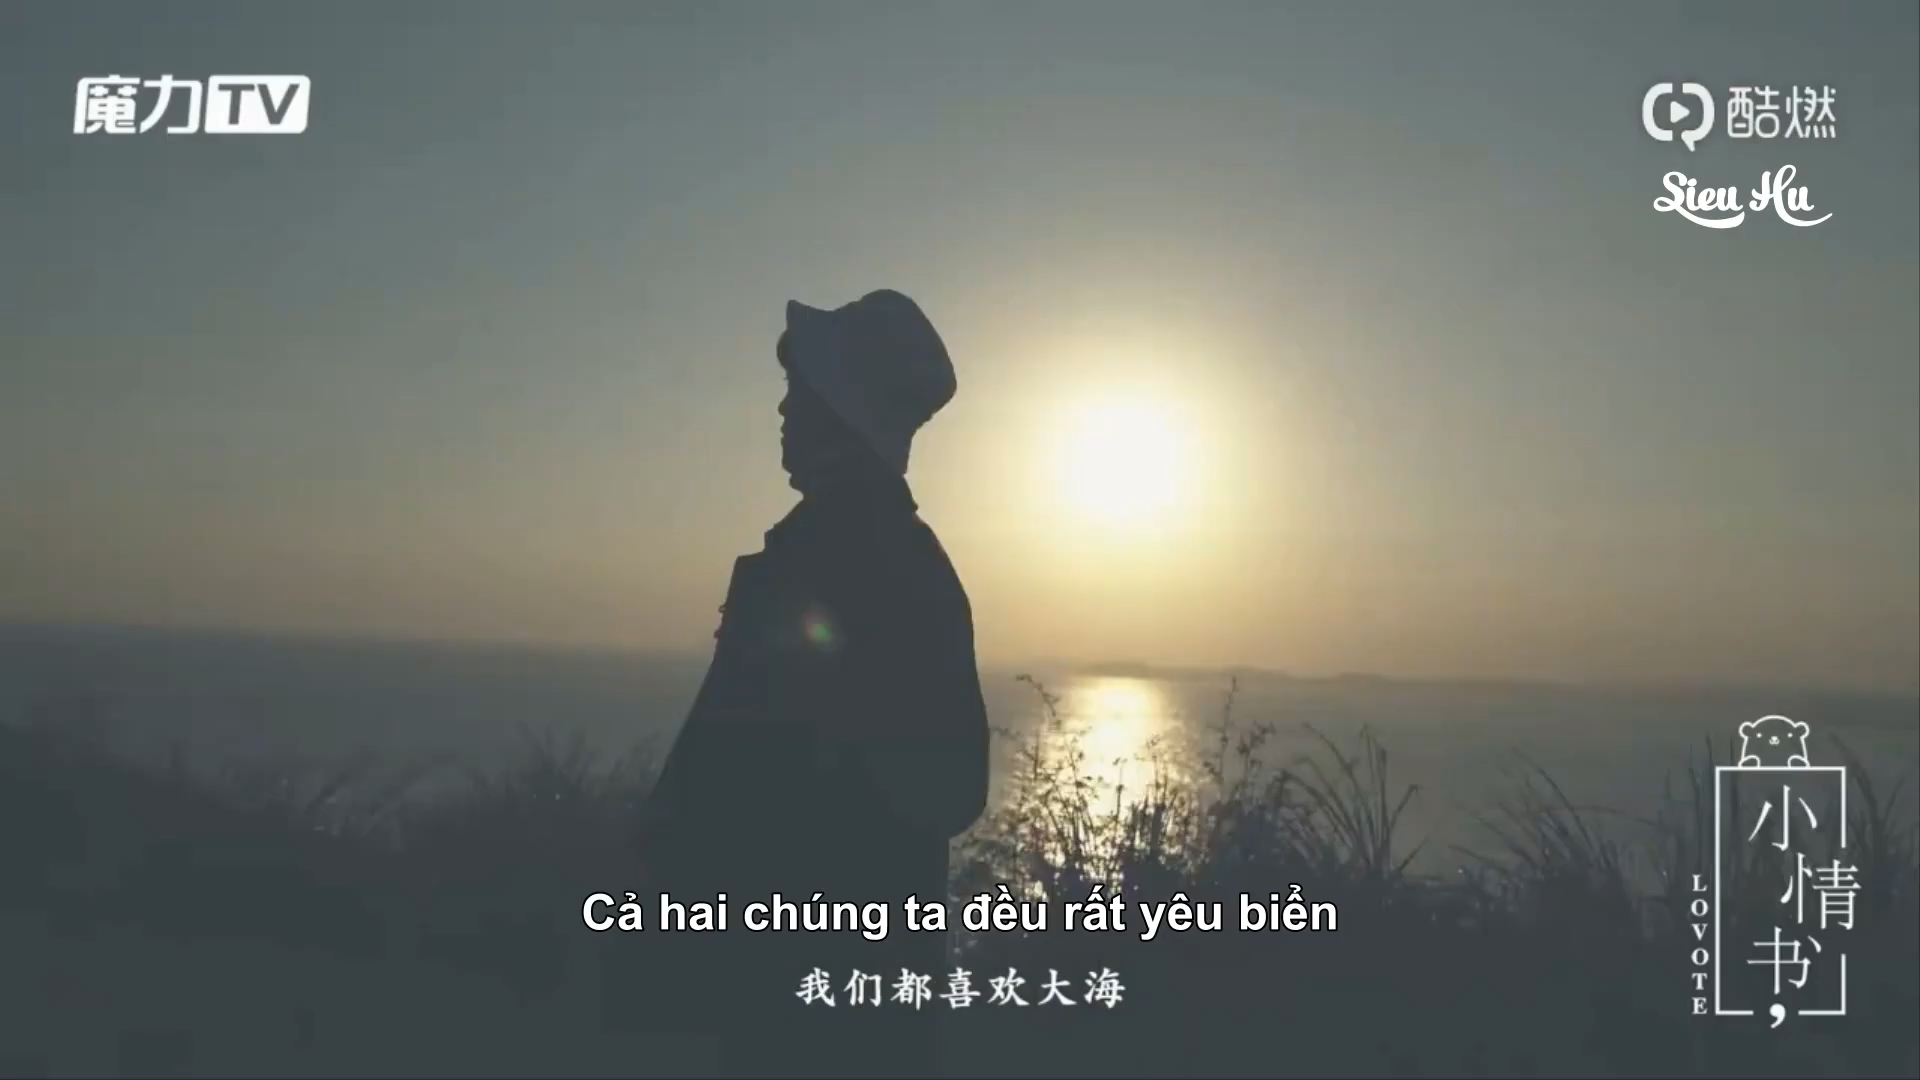 魔力TV
酷燃
Sieu Hu
小情书,
LOVOTE
Cả hai chúng ta đều rất yêu biển
我们都喜欢大海